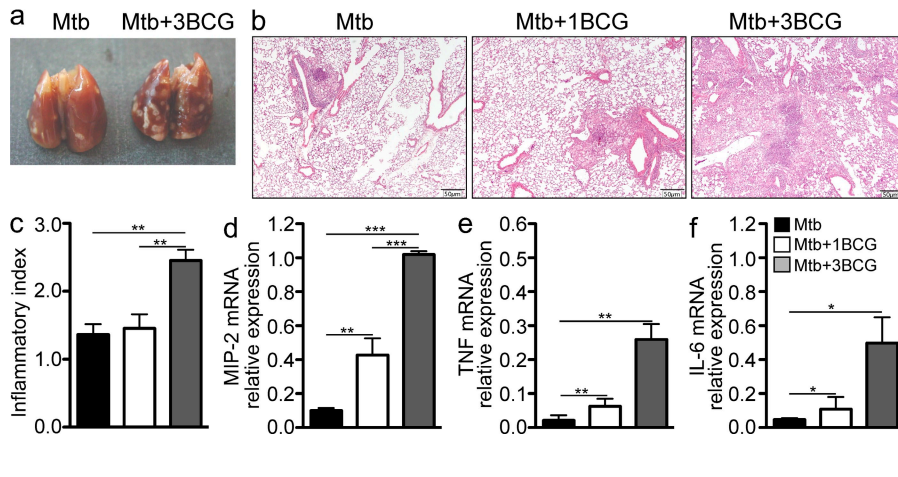 a
Mtb Mtb+3BCG
b
Mtb
Mtb+1BCG
Mtb+3BCG
50μm
50μm
50μm
c
Inflammatory index
3.0
2.0
1.0
0.0
**
**
d
MIP-2 mRNA
relative expression
1.2
1.0
0.8
0.6
0.4
0.2
0.0
***
***
**
e
TNF mRNA
relative expression
0.6
0.5
0.4
0.3
0.2
0.1
0.0
**
**
f
IL-6 mRNA
relative expression
1.2
1.0
0.8
0.6
0.4
0.2
0.0
Mtb
Mtb+1BCG
Mtb+3BCG
*
*